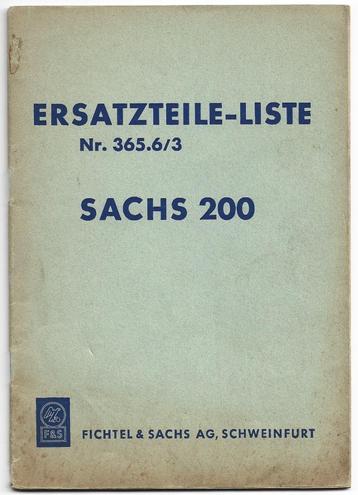 ERSATZTEILE-LISTE
Nr. 365.6/3
SACHS 200
F&S
FICHTEL & SACHS AG, SCHWEINFURT